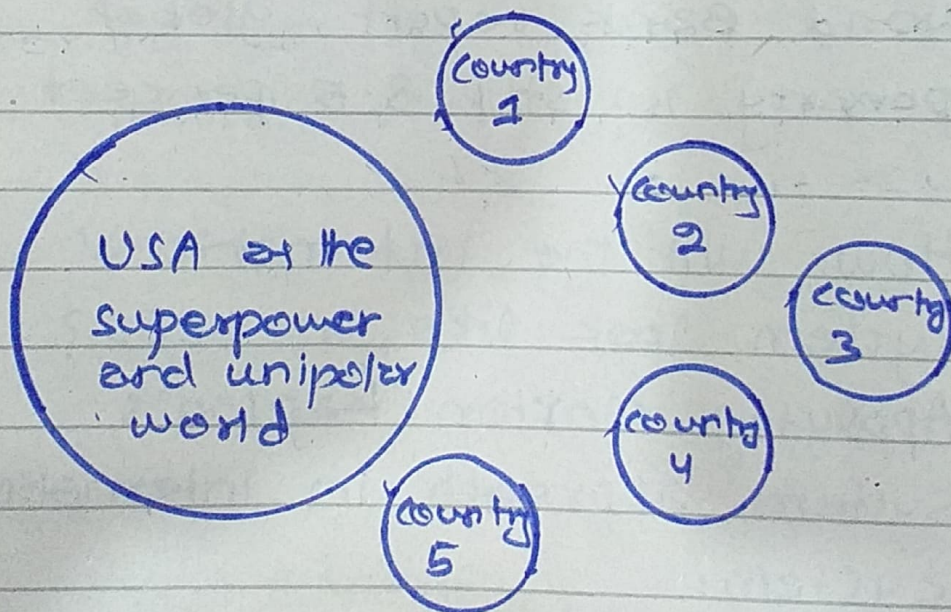 country
1
country
2
USA as the
superpower
and unipolar
world
country
3
country
4
country
5